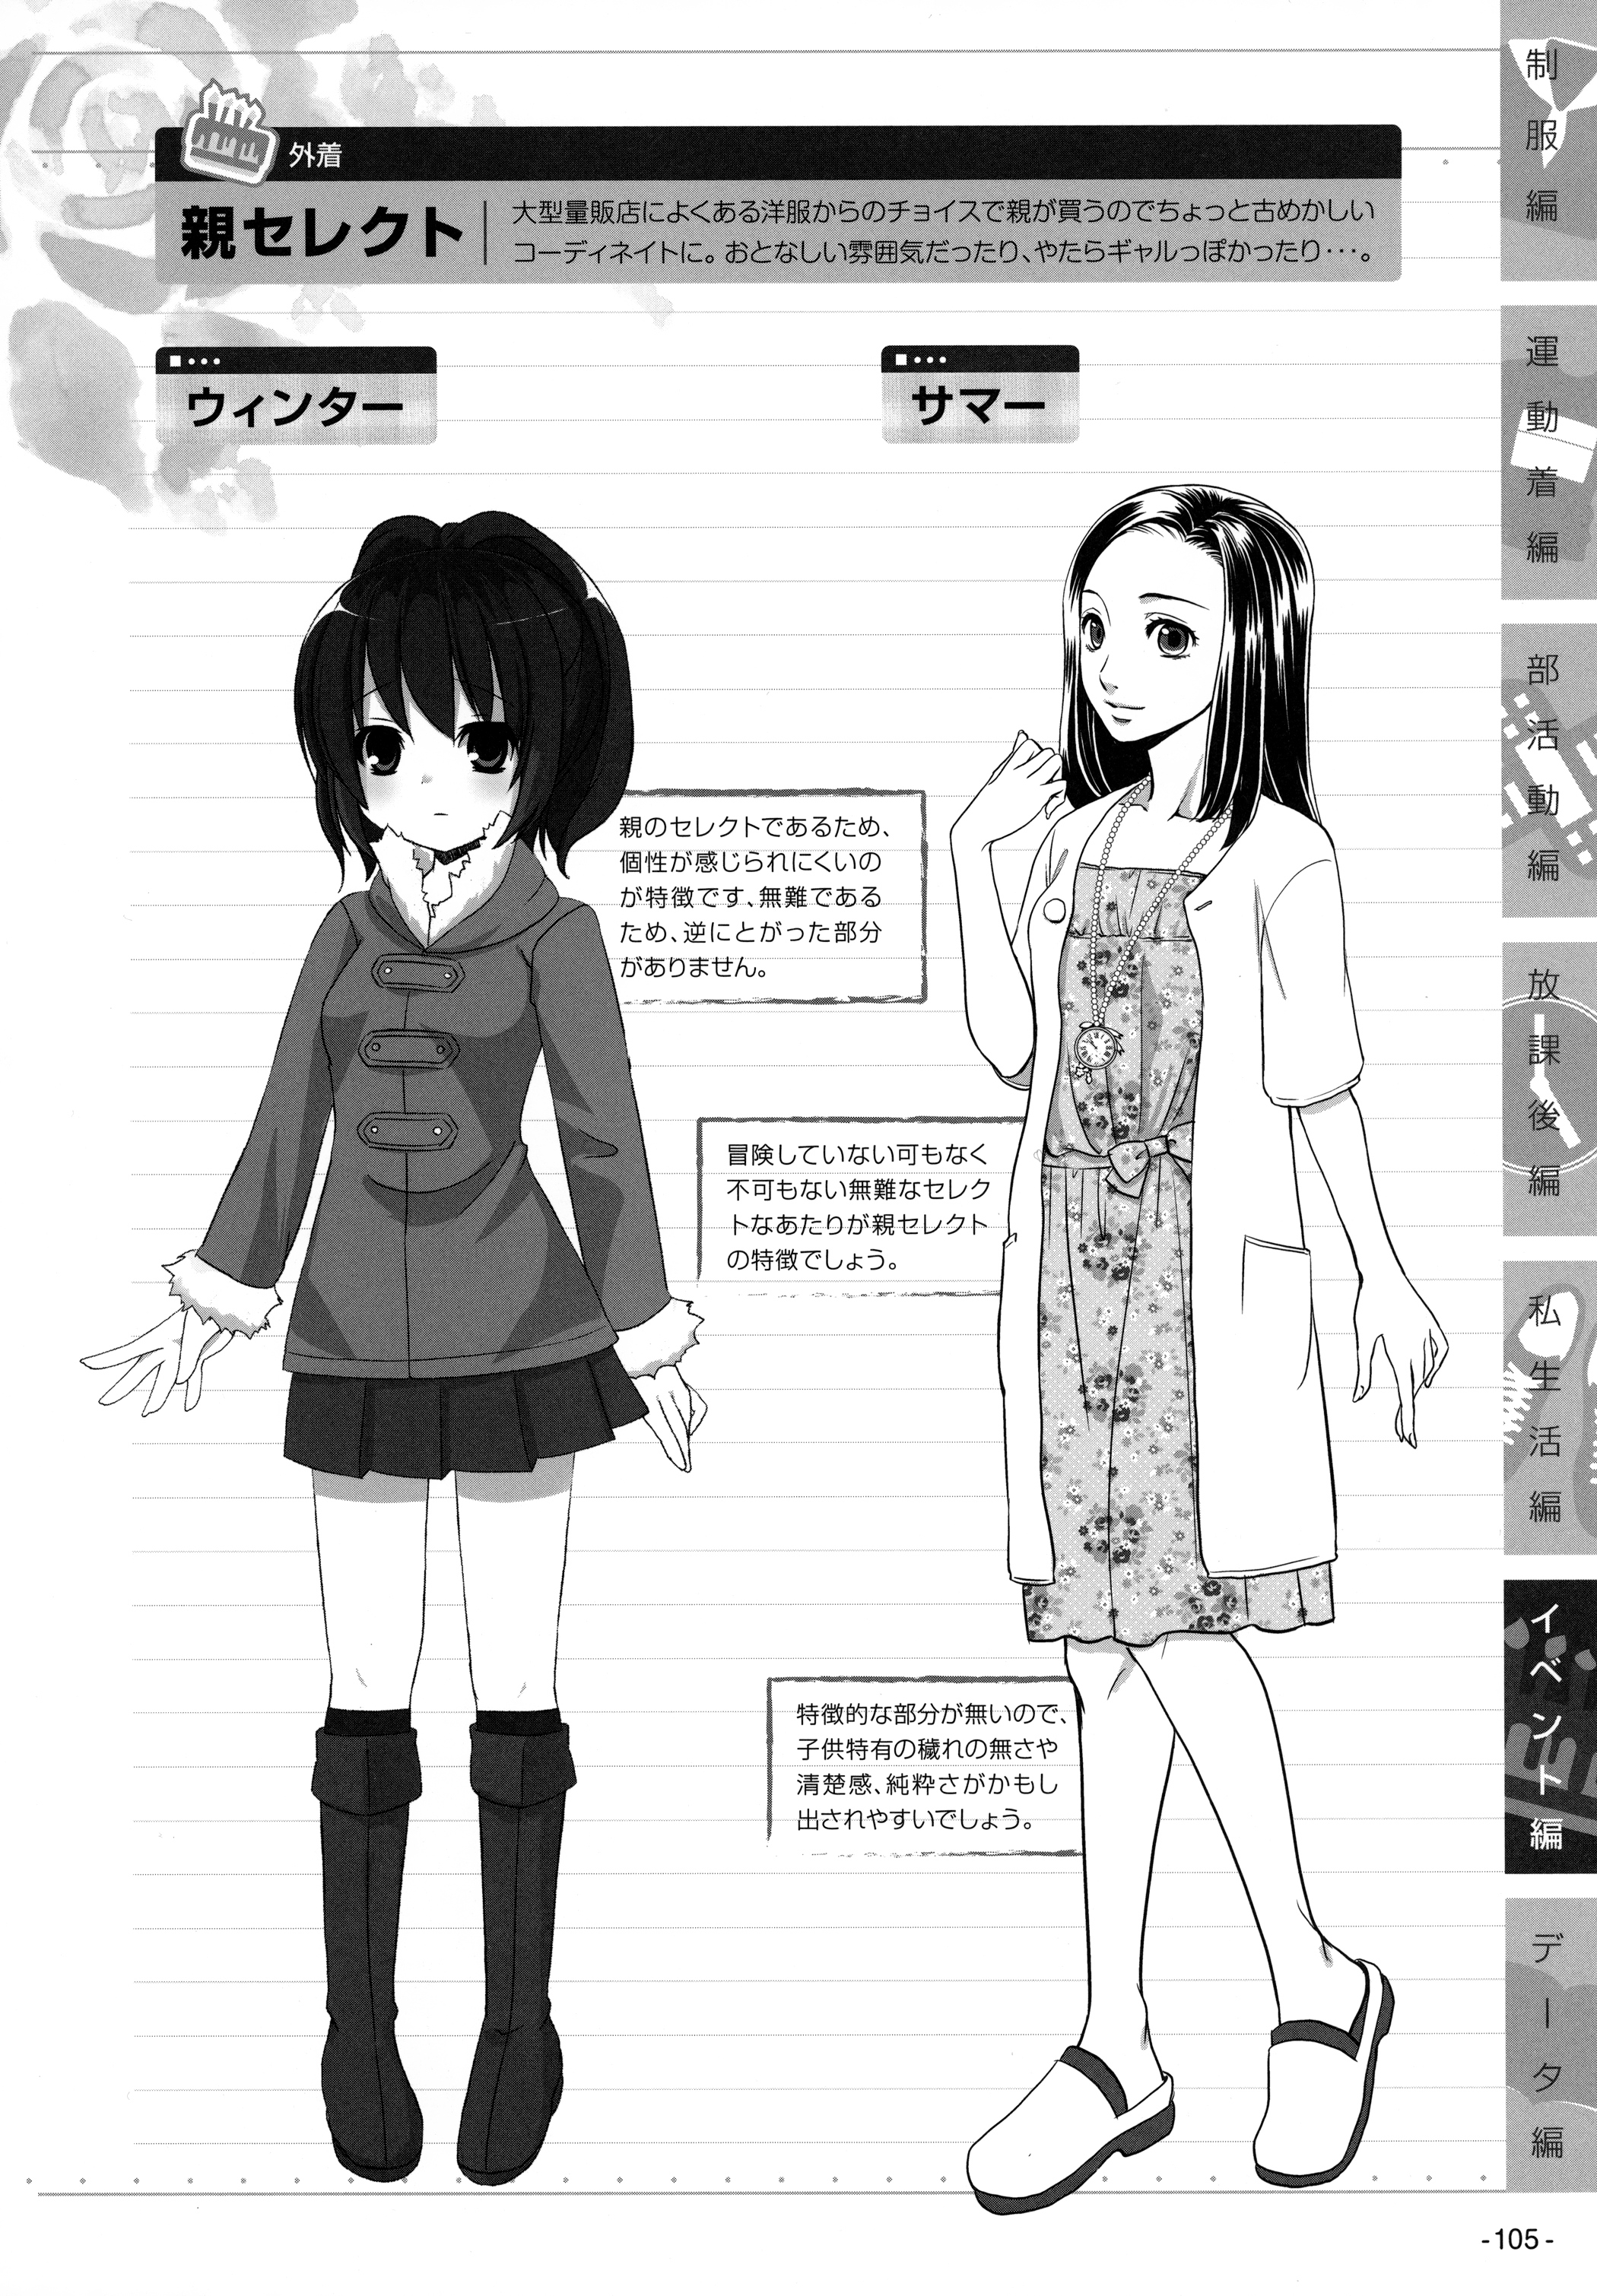 外着
親セレクト
大型量販店によくある洋服からのチョイスで親が買うのでちょっと古めかしい
コーディネイトに。おとなしい雰囲気だったり、やたらギャルっぽかったり・・・。
ウィンター
サマー
親のセレクトであるため、
個性が感じられにくいの
が特徴です、無難である
ため、逆にとがった部分
がありません。
冒険していない可もなく
不可もない無難なセレク
トなあたりが親セレクト
の特徴でしょう。
特徴的な部分が無いので、
子供特有の穢れの無さや
清楚感、純粋さがかもし
出されやすいでしょう。
制服編
運動着編
部活動編
放課後編
私生活編
イベント編
データ編
-105-